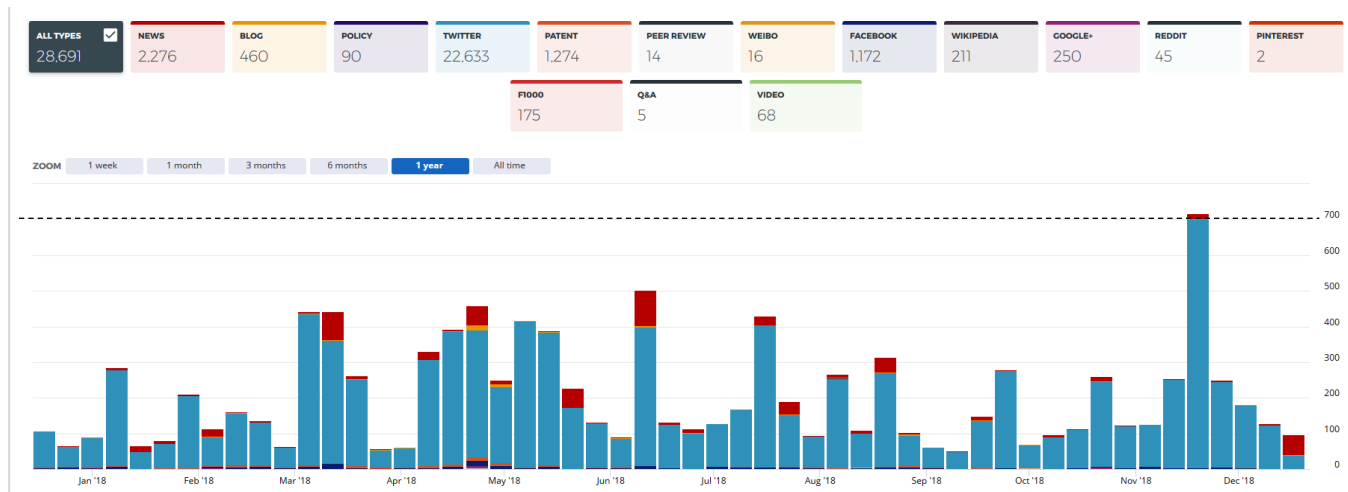 ALL TYPES NEWS BLOG POLICY TWITTER PATENT PEER REVIEW WEIBO FACEBOOK WIKIPEDIA GOOGLE+ REDDIT PINTEREST
28,691 2,276 460 90 22,633 1,274 14 16 1,172 211 250 45 2
F1000 Q&A VIDEO
175 5 68
ZOOM 1 week 1 month 3 months 6 months 1 year All time
700
600
500
400
300
200
100
0
Jan '18 Feb '18 Mar '18 Apr '18 May '18 Jun '18 Jul '18 Aug '18 Sep '18 Oct '18 Nov '18 Dec '18